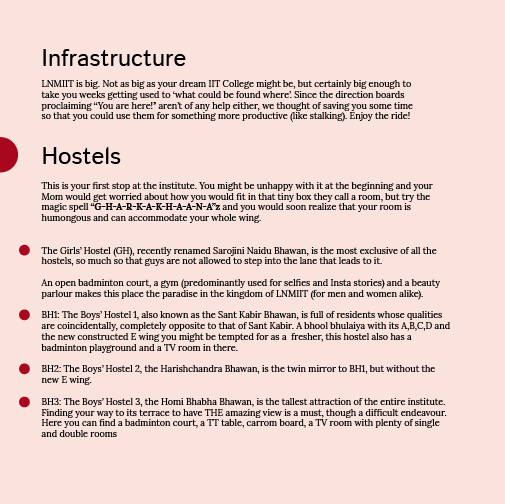 Infrastructure
LNMIIT is big. Not as big as your dream IIT College might be, but certainly big enough to
take you weeks getting used to ‘what could be found where’. Since the direction boards
proclaiming “You are here!” aren’t of any help either, we thought of saving you some time
so that you could use them for something more productive (like stalking). Enjoy the ride!
Hostels
This is your first stop at the institute. You might be unhappy with it at the beginning and your
Mom would get worried about how you would fit in that tiny box they call a room, but try the
magic spell “G-H-A-R-K-A-K-H-A-A-N-A”z and you would soon realize that your room is
humongous and can accommodate your whole wing.
The Girls’ Hostel (GH), recently renamed Sarojini Naidu Bhawan, is the most exclusive of all the
hostels, so much so that guys are not allowed to step into the lane that leads to it.
An open badminton court, a gym (predominantly used for selfies and Insta stories) and a beauty
parlour makes this place the paradise in the kingdom of LNMIIT (for men and women alike).
BH1: The Boys’ Hostel 1, also known as the Sant Kabir Bhawan, is full of residents whose qualities
are coincidentally, completely opposite to that of Sant Kabir. A bhool bhulaiya with its A,B,C,D and
the new constructed E wing you might be tempted for as a fresher, this hostel also has a
badminton playground and a TV room in there.
BH2: The Boys’ Hostel 2, the Harishchandra Bhawan, is the twin mirror to BH1, but without the
new E wing.
BH3: The Boys’ Hostel 3, the Homi Bhabha Bhawan, is the tallest attraction of the entire institute.
Finding your way to its terrace to have THE amazing view is a must, though a difficult endeavour.
Here you can find a badminton court, a TT table, carrom board, a TV room with plenty of single
and double rooms